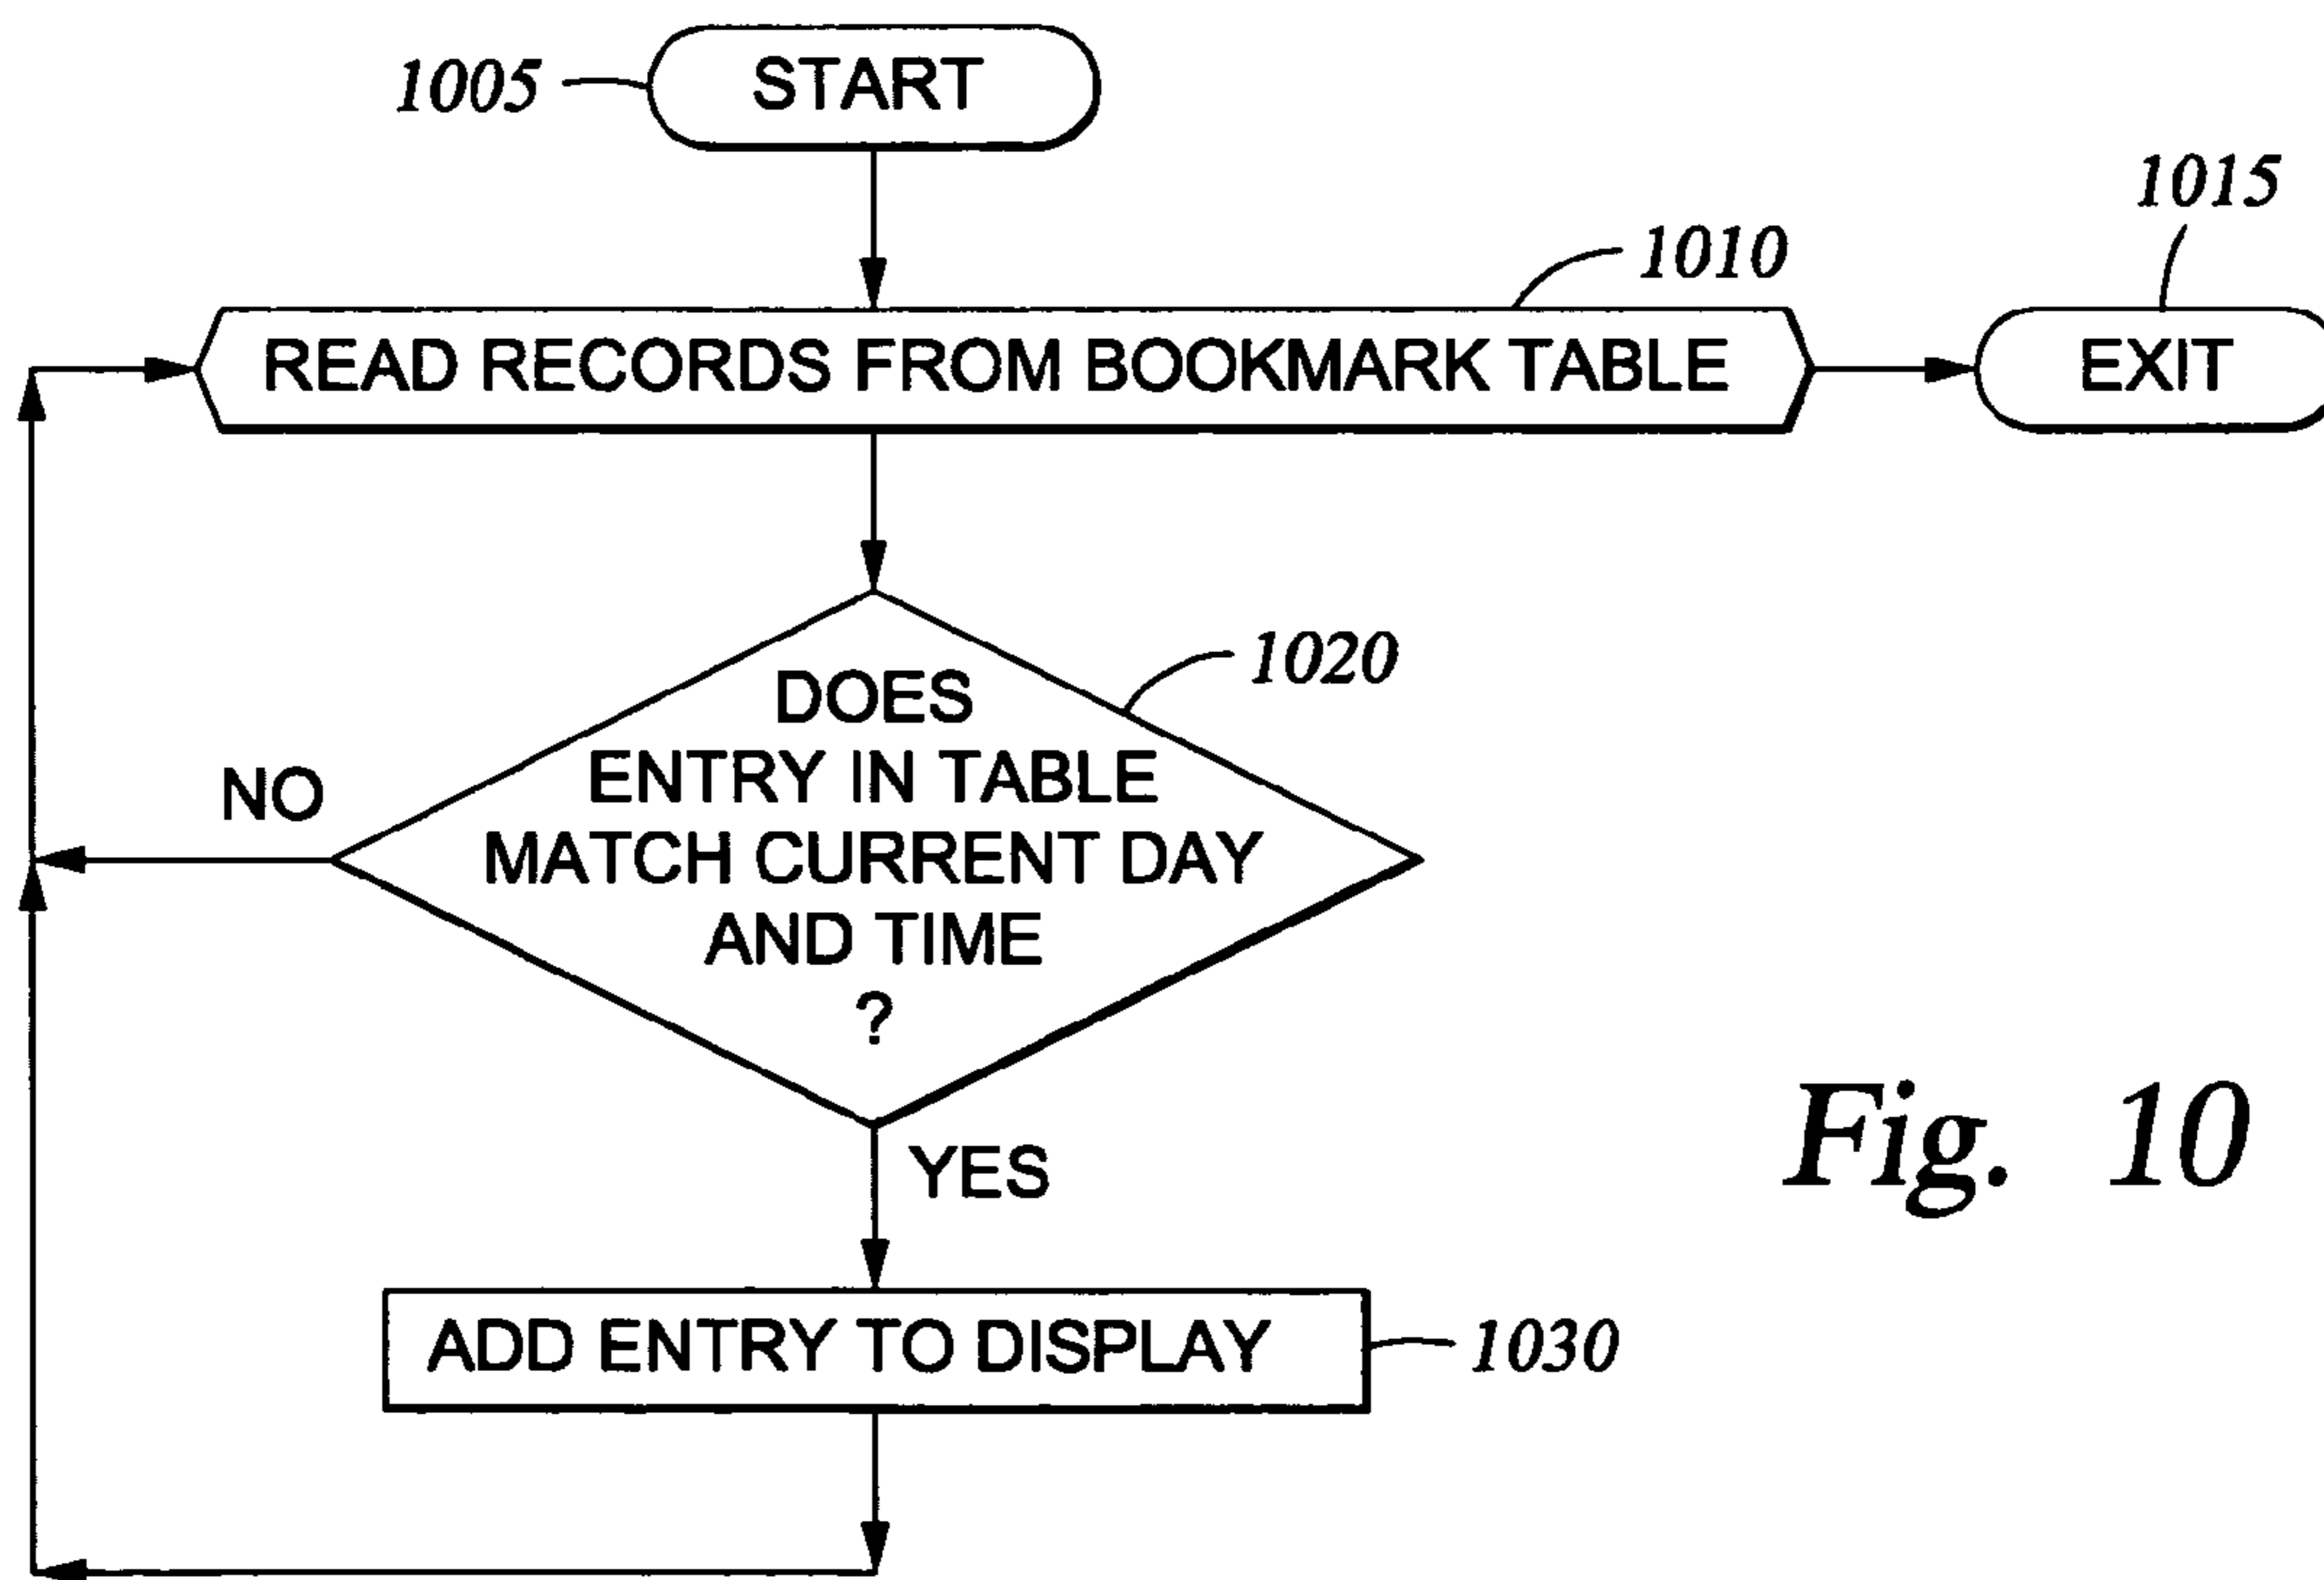 1005
START
1015
1010
READ RECORDS FROM BOOKMARK TABLE
EXIT
1020
DOES
ENTRY IN TABLE
MATCH CURRENT DAY
AND TIME
?
NO
YES
ADD ENTRY TO DISPLAY
1030
Fig. 10